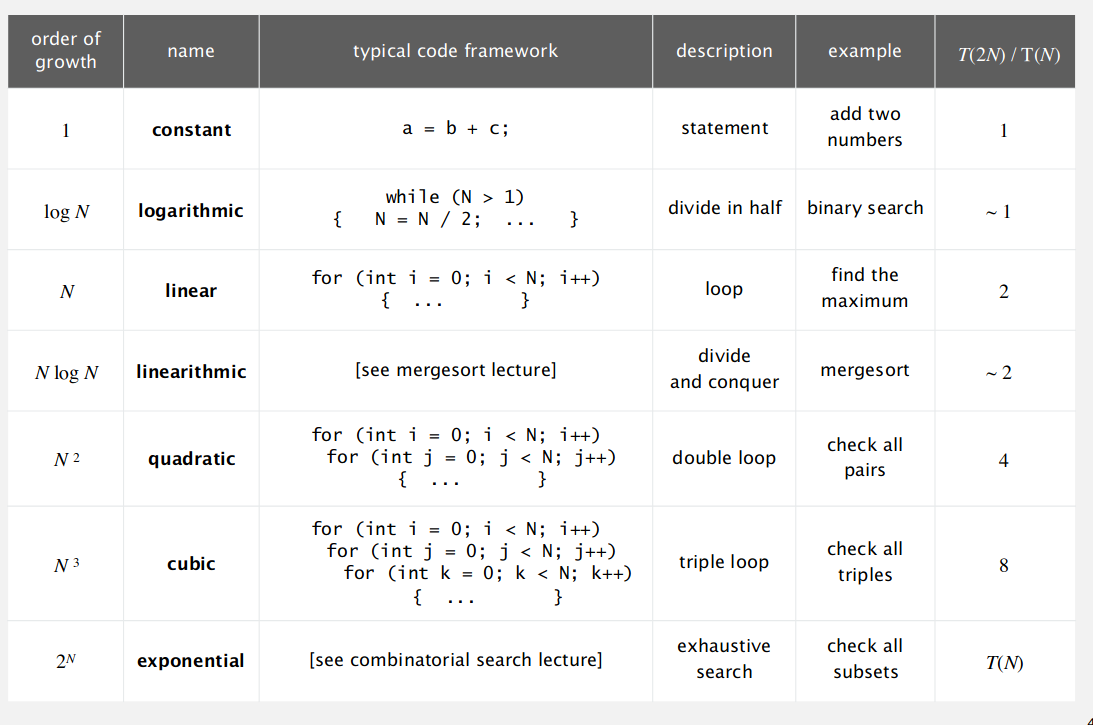 order of growth name typical code framework description example T(2N) / T(N)
1 constant a = b + c; statement add two numbers 1
log N logarithmic while (N > 1)
{ N = N / 2; ... } divide in half binary search ~ 1
N linear for (int i = 0; i < N; i++)
{ ... } loop find the maximum 2
N log N linearithmic [see mergesort lecture] divide and conquer mergesort ~ 2
N ² quadratic for (int i = 0; i < N; i++)
for (int j = 0; j < N; j++)
{ ... } double loop check all pairs 4
N ³ cubic for (int i = 0; i < N; i++)
for (int j = 0; j < N; j++)
for (int k = 0; k < N; k++)
{ ... } triple loop check all triples 8
2ᴺ exponential [see combinatorial search lecture] exhaustive search check all subsets T(N)